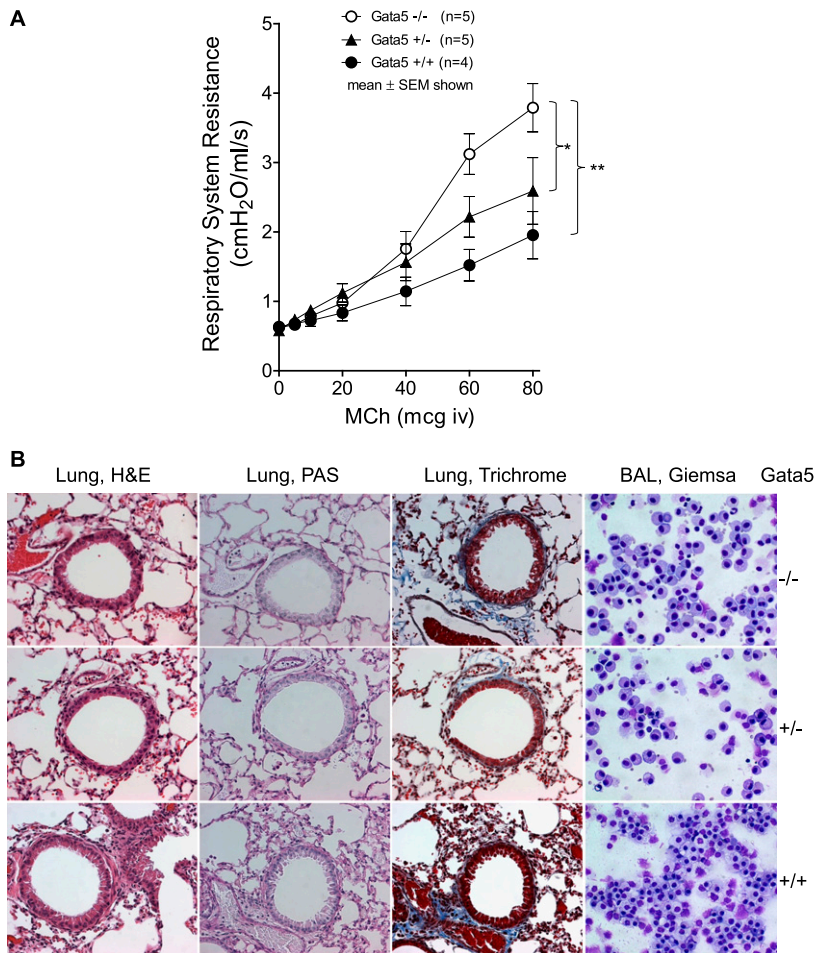 A
Gata5 -/- (n=5)
Gata5 +/- (n=5)
Gata5 +/+ (n=4)
mean ± SEM shown
Respiratory System Resistance
(cmH₂O/ml/s)
5
4
3
2
1
0
*
**
0 20 40 60 80
MCh (mcg iv)
B
Lung, H&E Lung, PAS Lung, Trichrome BAL, Giemsa Gata5
-/-
+/-
+/+